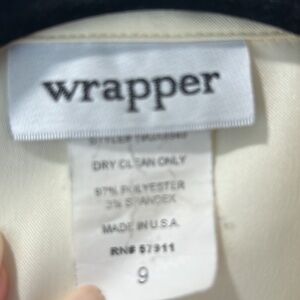 wrapper
DRY CLEAN ONLY
97% POLYESTER
3% SPANDEX
MADE IN U.S.A.
RN# 57911
9